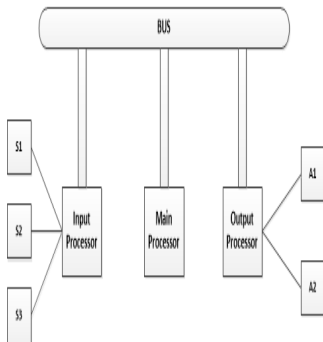 BUS
S1
S2
S3
Input
Processor
Main
Processor
Output
Processor
A1
A2